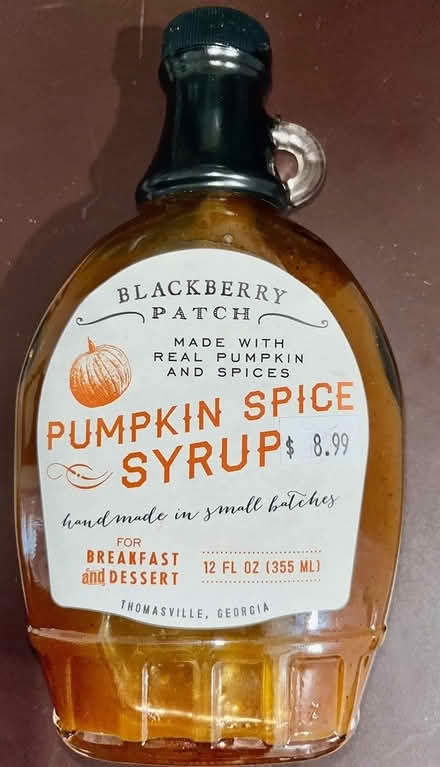 BLACKBERRY
PATCH
MADE WITH
REAL PUMPKIN
AND SPICES
PUMPKIN SPICE
SYRUP
$ 8.99
handmade in small batches
FOR
BREAKFAST
and DESSERT
12 FL OZ (355 ML)
THOMASVILLE, GEORGIA